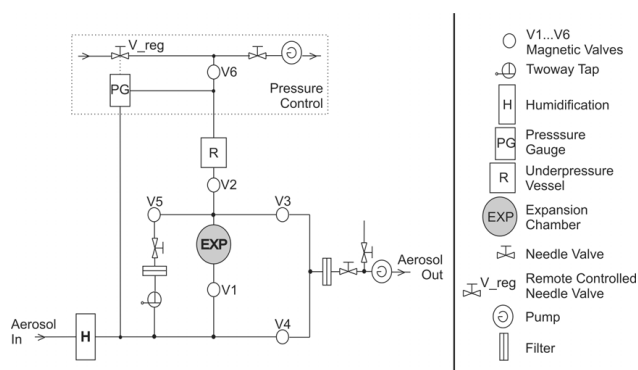 V_reg
V6
PG
Pressure
Control
R
V2
V5
V3
EXP
V1
Aerosol
Out
Aerosol
In
H
V4
V1...V6
Magnetic Valves
Twoway Tap
H
Humidification
PG
Presssure
Gauge
R
Underpressure
Vessel
EXP
Expansion
Chamber
Needle Valve
V_reg
Remote Controlled
Needle Valve
Pump
Filter